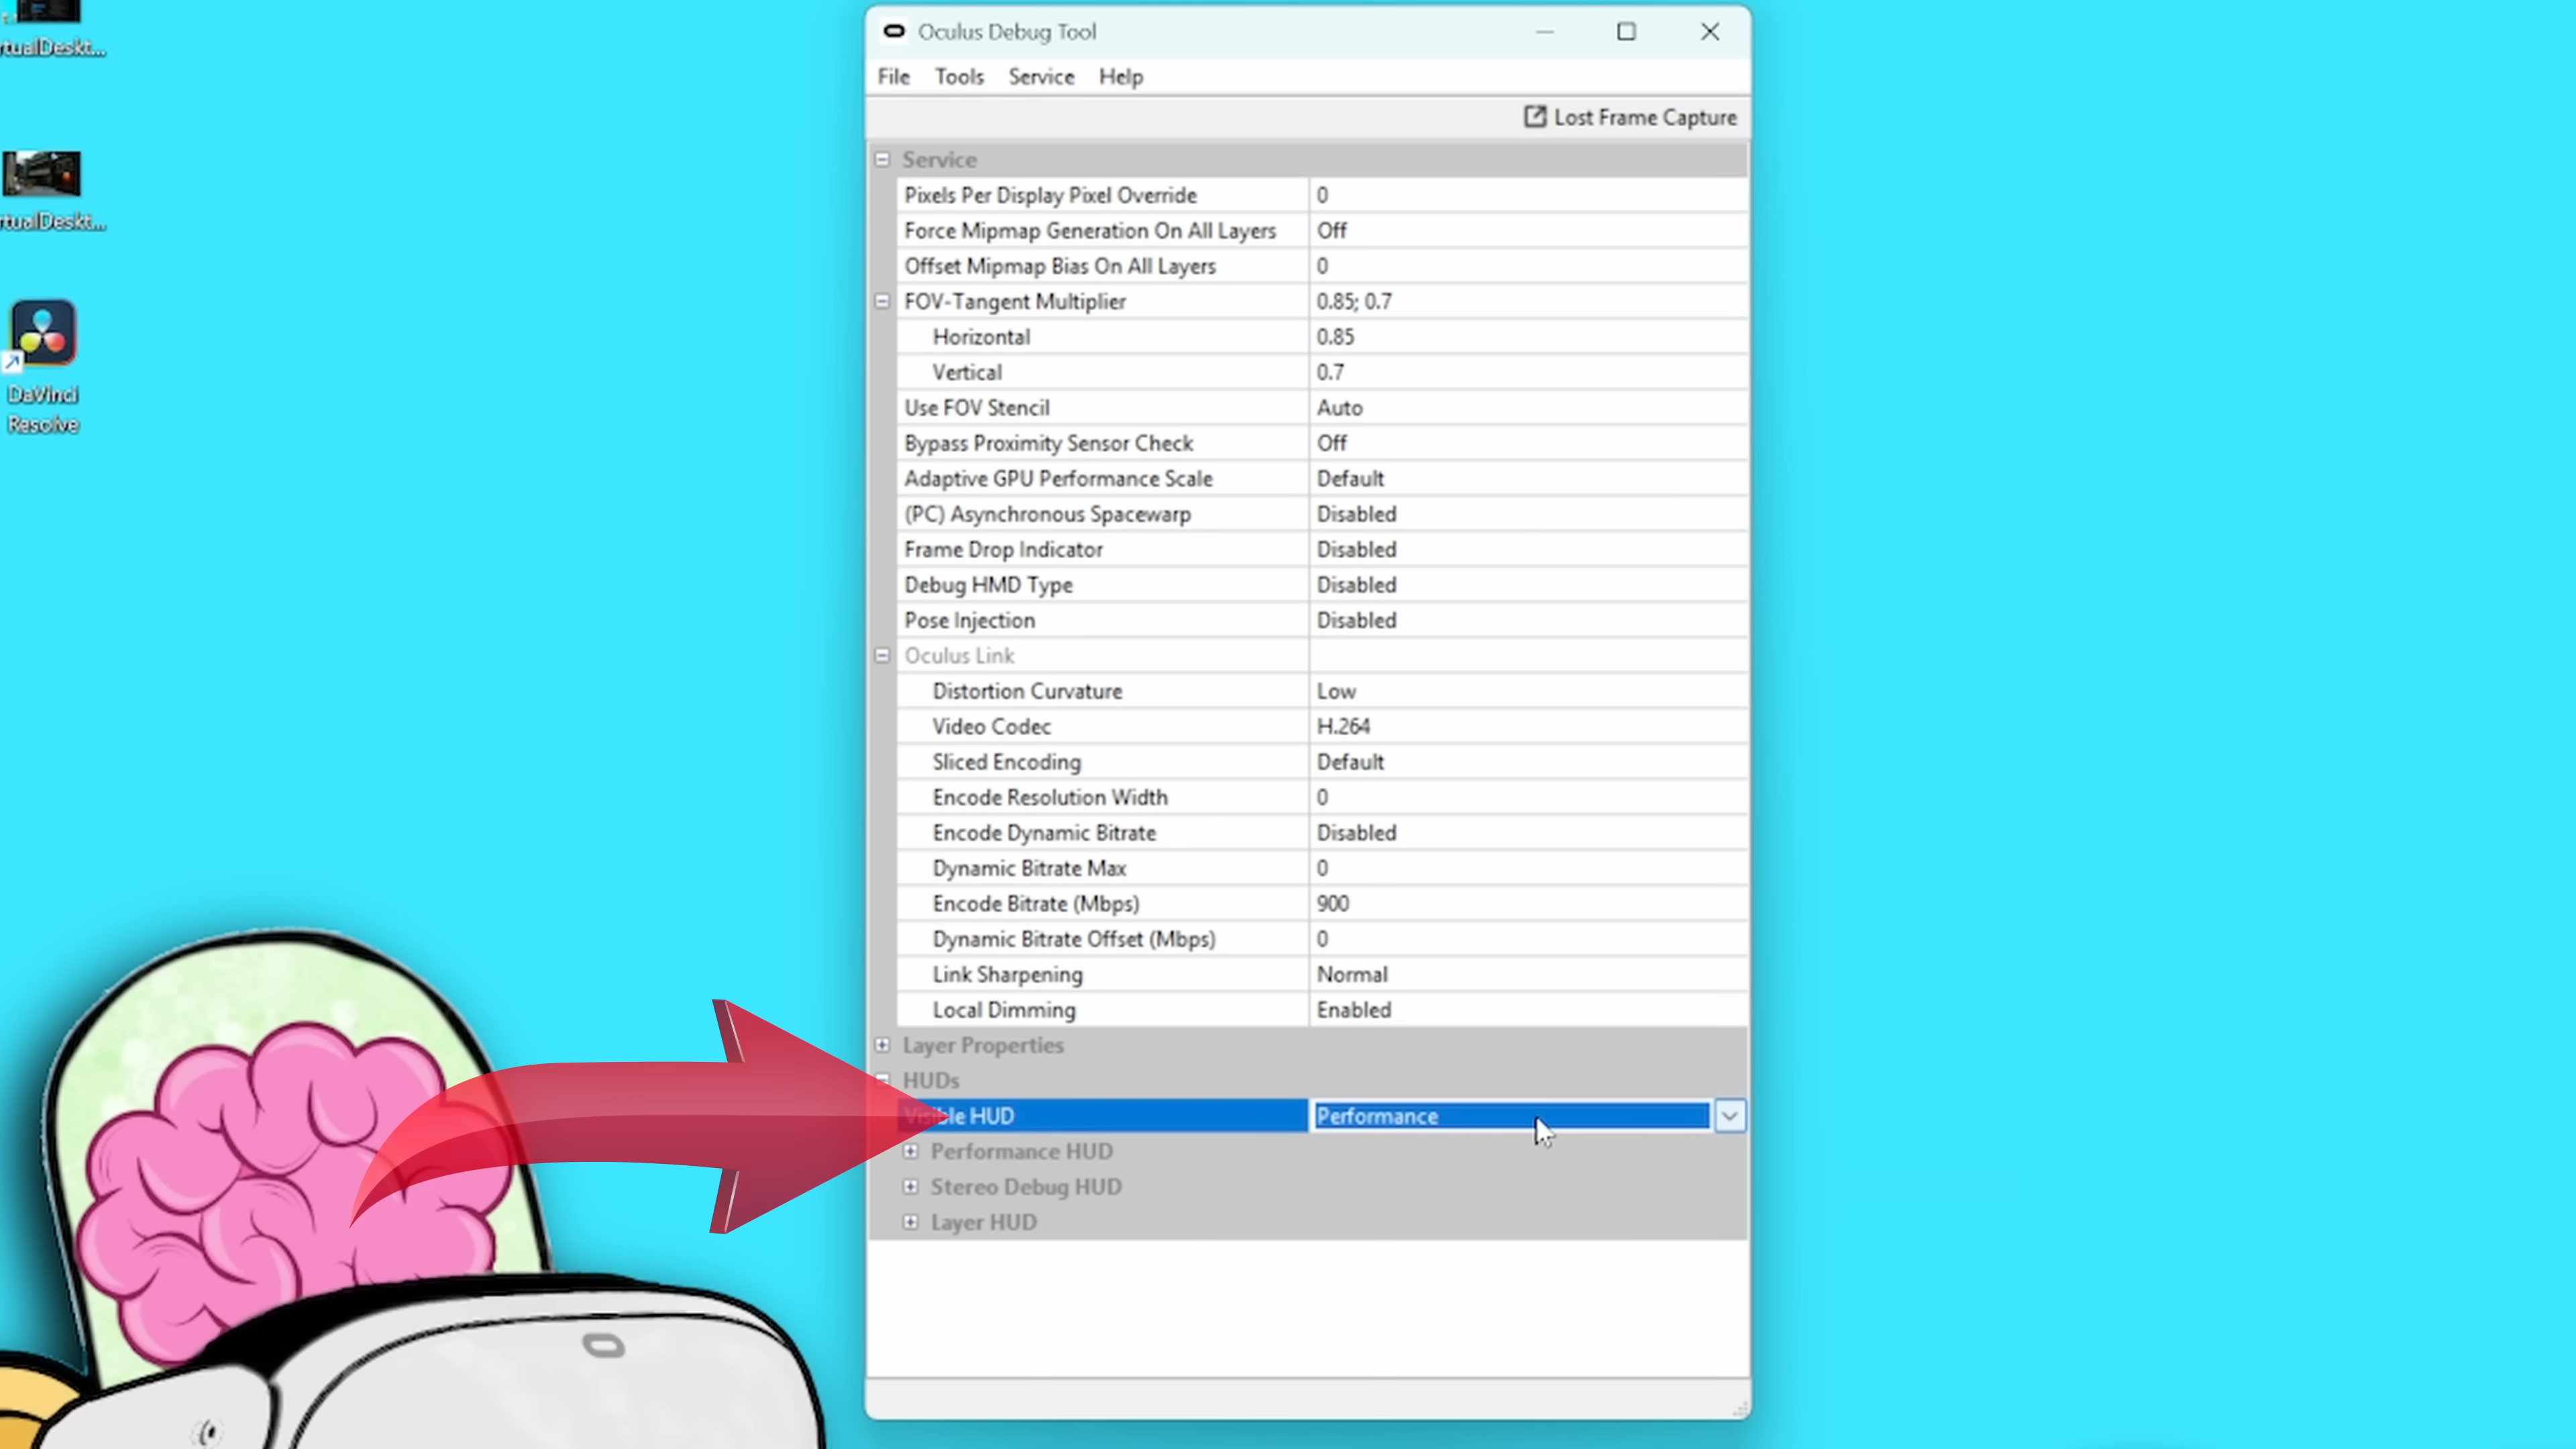 Oculus Debug Tool
File Tools Service Help
Lost Frame Capture
Service
Pixels Per Display Pixel Override 0
Force Mipmap Generation On All Layers Off
Offset Mipmap Bias On All Layers 0
FOV-Tangent Multiplier 0.85; 0.7
Horizontal 0.85
Vertical 0.7
Use FOV Stencil Auto
Bypass Proximity Sensor Check Off
Adaptive GPU Performance Scale Default
(PC) Asynchronous Spacewarp Disabled
Frame Drop Indicator Disabled
Debug HMD Type Disabled
Pose Injection Disabled
Oculus Link
Distortion Curvature Low
Video Codec H.264
Sliced Encoding Default
Encode Resolution Width 0
Encode Dynamic Bitrate Disabled
Dynamic Bitrate Max 0
Encode Bitrate (Mbps) 900
Dynamic Bitrate Offset (Mbps) 0
Link Sharpening Normal
Local Dimming Enabled
Layer Properties
HUDs
Visible HUD Performance
Performance HUD
Stereo Debug HUD
Layer HUD
rtualDeskt...
rtualDeskt...
DaVinci
Resolve